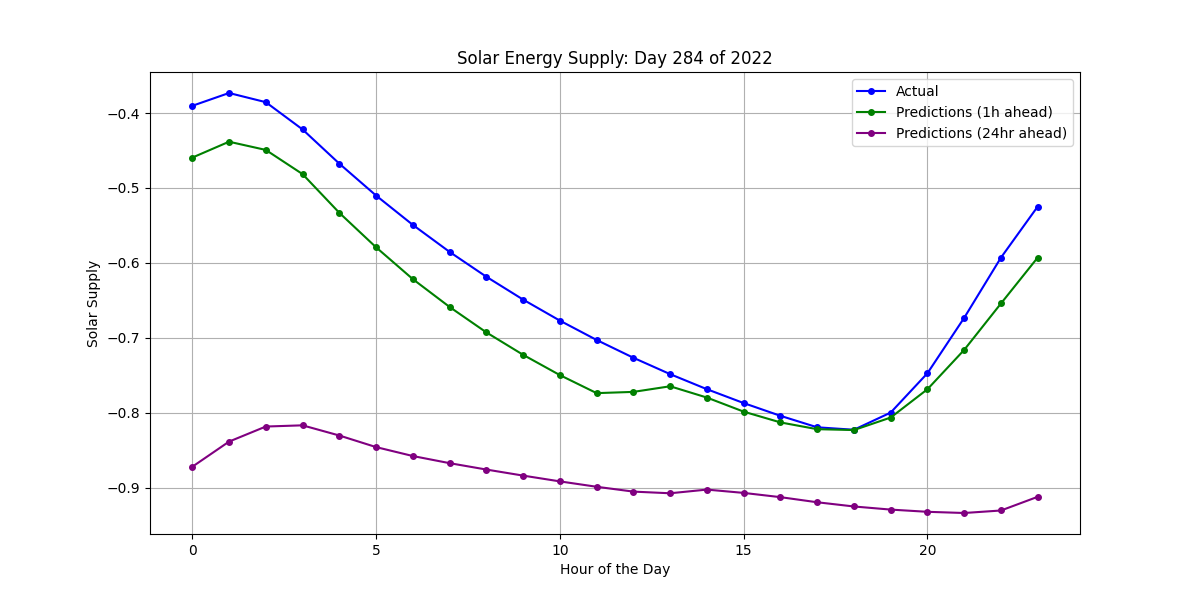 Solar Energy Supply: Day 284 of 2022
Actual
Predictions (1h ahead)
Predictions (24hr ahead)
Solar Supply
−0.4
−0.5
−0.6
−0.7
−0.8
−0.9
0 5 10 15 20
Hour of the Day